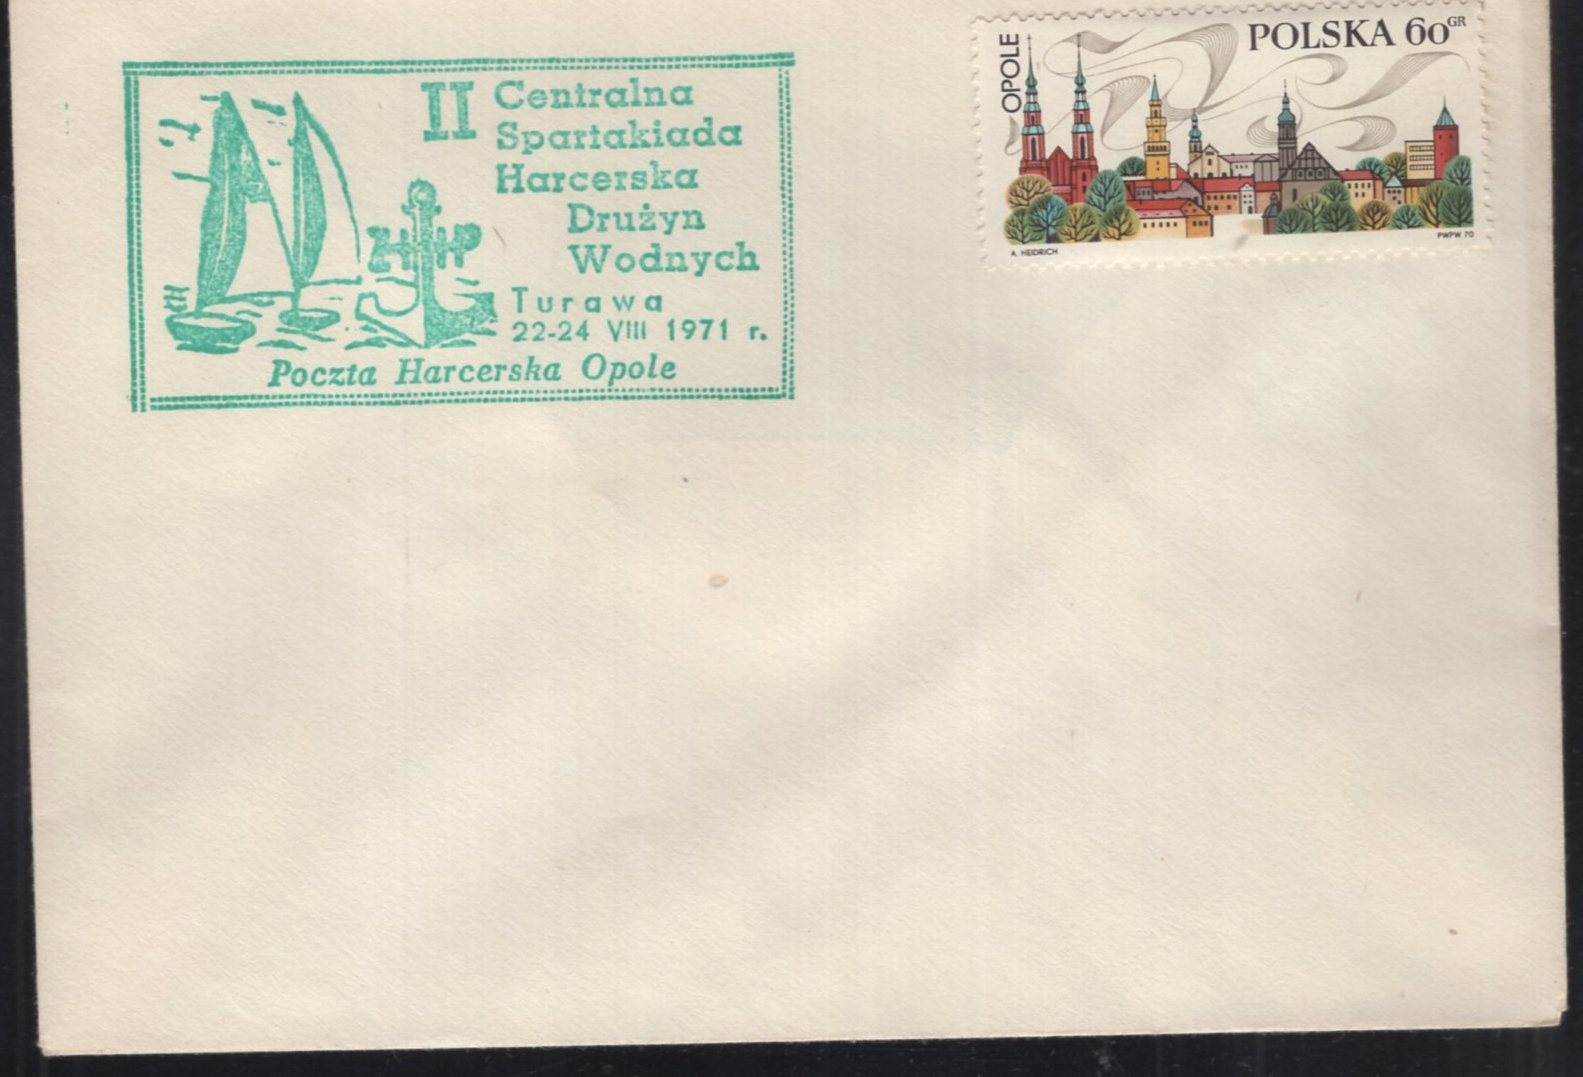 II Centralna
Spartakiada
Harcerska
Drużyn
Wodnych
Turawa
22-24 VIII 1971 r.
Poczta Harcerska Opole
OPOLE
POLSKA 60 GR
A. HEIDRICH
PWPW 70